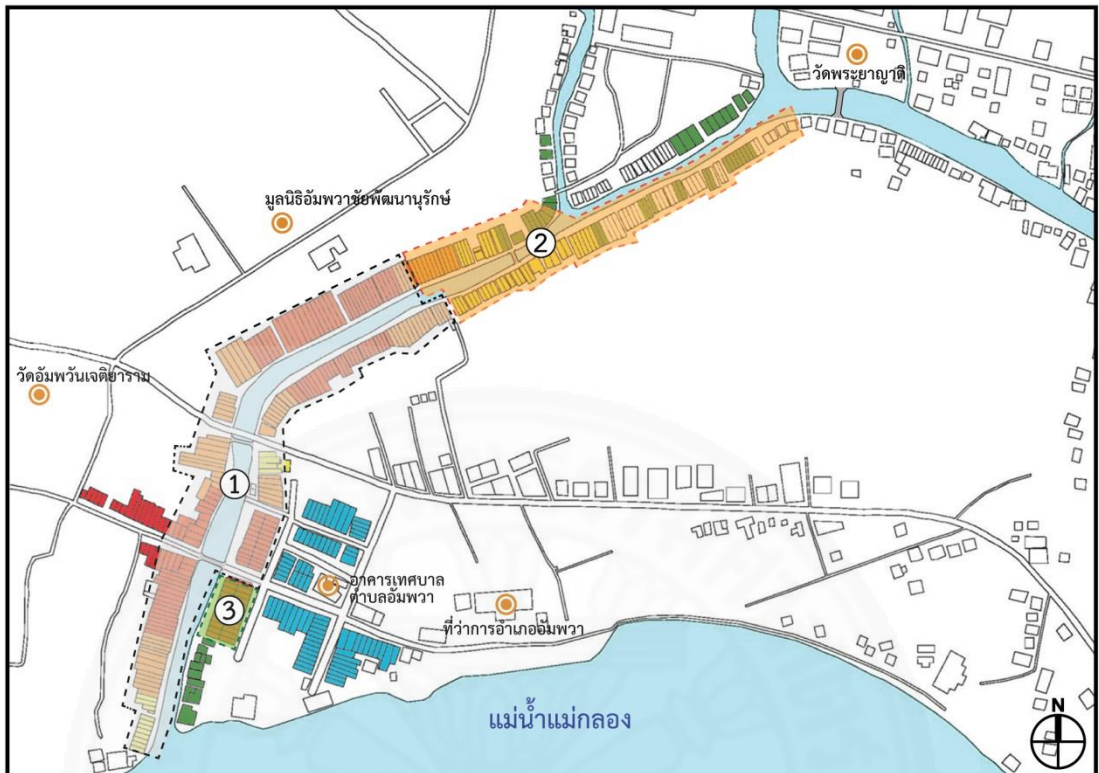 วัดพระยาญาติ
มูลนิธิอัมพวาชัยพัฒนานุรักษ์
2
วัดอัมพวันเจติยาราม
1
อาคารเทศบาล
ตำบลอัมพวา
3
ที่ว่าการอำเภออัมพวา
แม่น้ำแม่กลอง
N